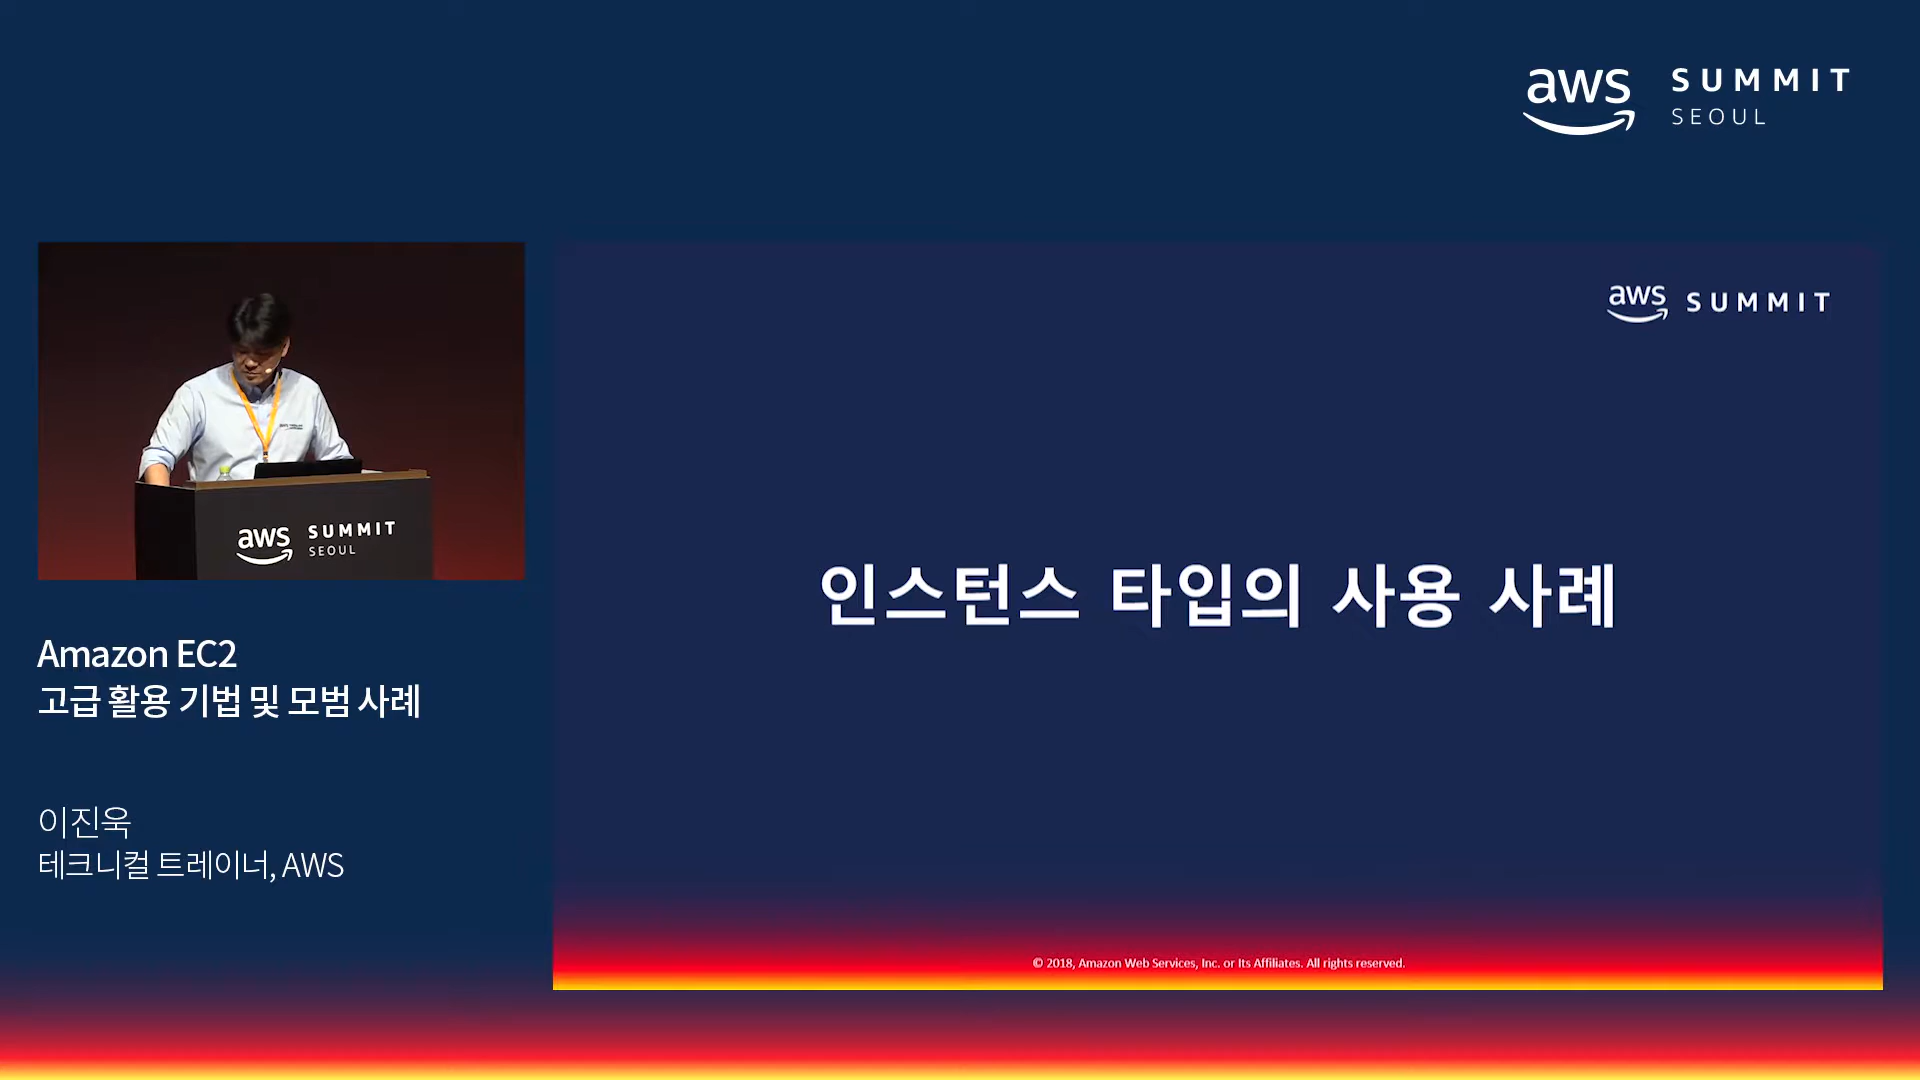 aws SUMMIT
SEOUL
aws SUMMIT
인스턴스 타입의 사용 사례
© 2018, Amazon Web Services, Inc. or Its Affiliates. All rights reserved.
aws SUMMIT
SEOUL
Amazon EC2
고급 활용 기법 및 모범 사례
이진욱
테크니컬 트레이너, AWS